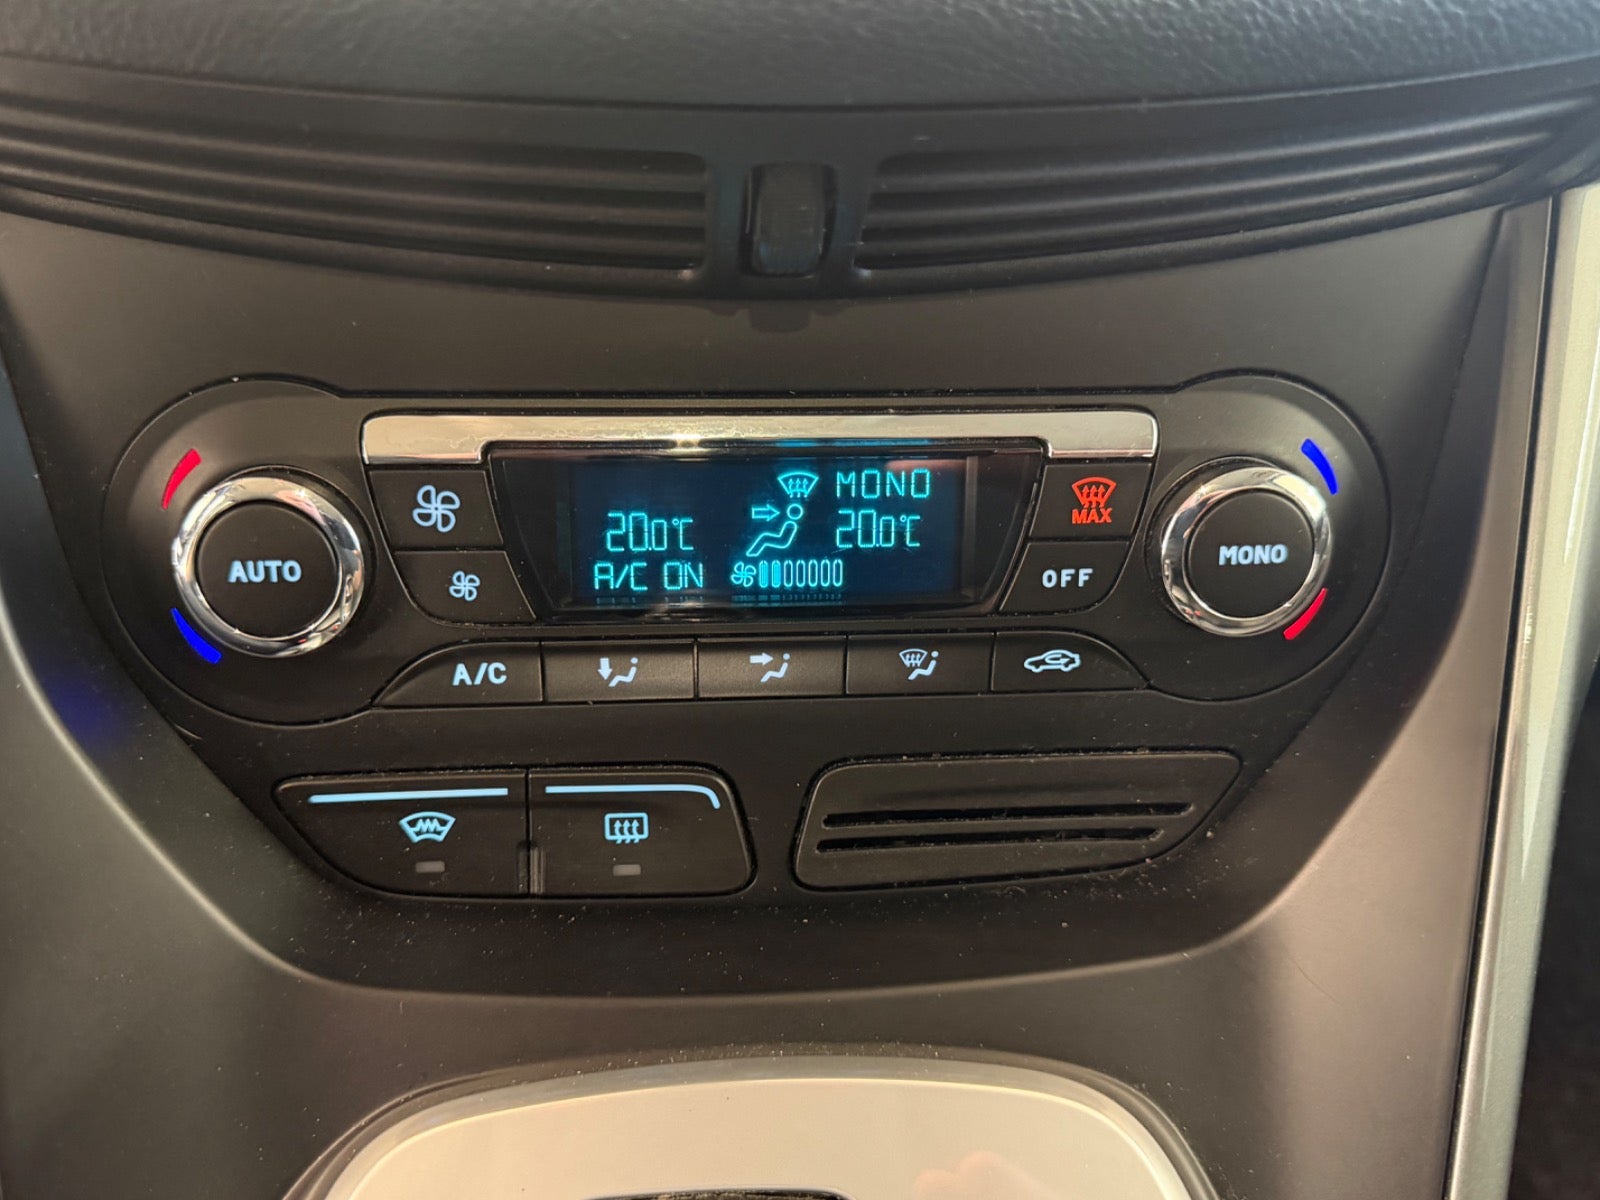 MONO
20.0°C 20.0°C
A/C ON
MAX
AUTO
OFF
MONO
A/C